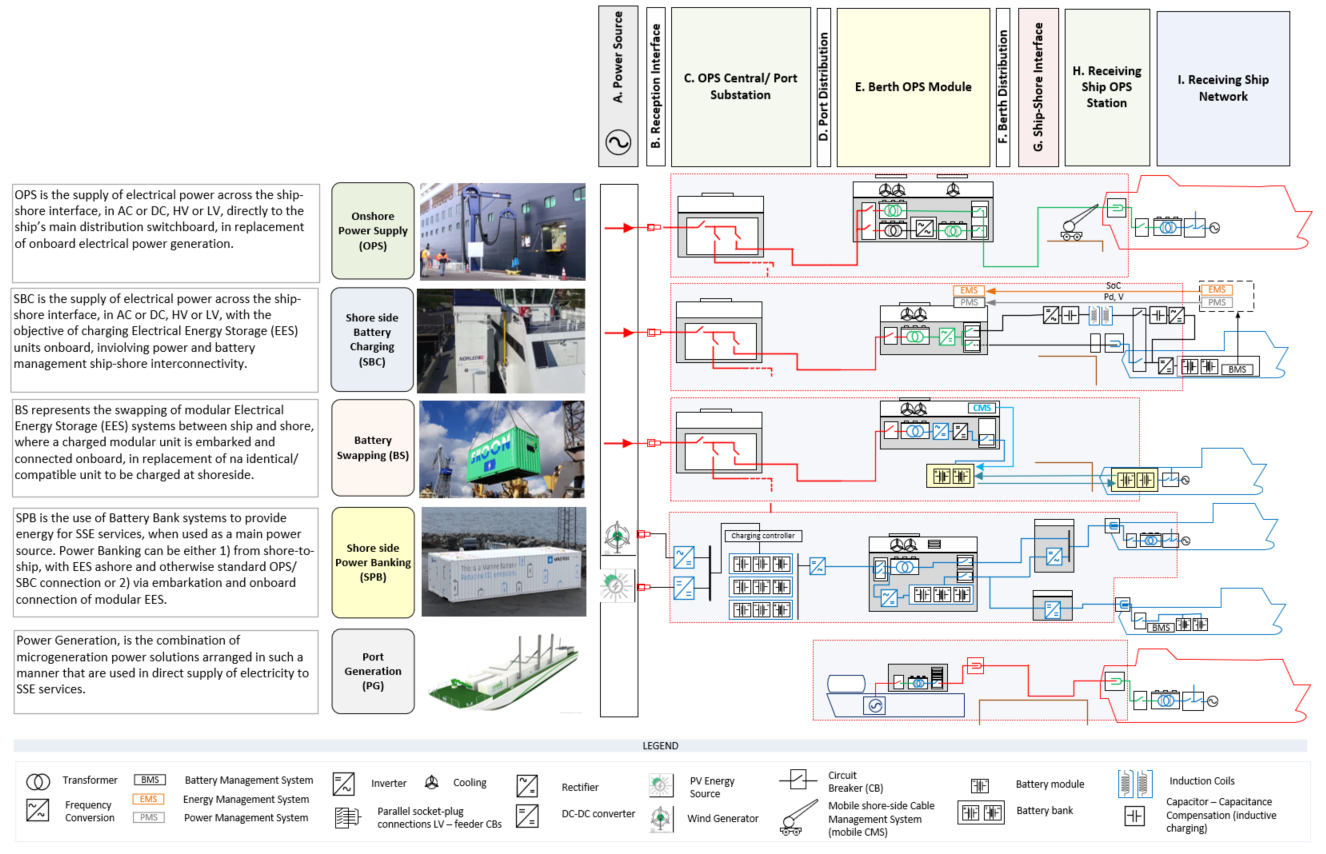 A. Power Source
B. Reception Interface
C. OPS Central/ Port
Substation
D. Port Distribution
E. Berth OPS Module
F. Berth Distribution
G. Ship-Shore Interface
H. Receiving
Ship OPS
Station
I. Receiving Ship
Network
OPS is the supply of electrical power across the ship-
shore interface, in AC or DC, HV or LV, directly to the
ship's main distribution switchboard, in replacement
of onboard electrical power generation.
Onshore
Power Supply
(OPS)
SBC is the supply of electrical power across the ship-
shore interface, in AC or DC, HV or LV, with the
objective of charging Electrical Energy Storage (EES)
units onboard, inviolving power and battery
management ship-shore interconnectivity.
Shore side
Battery
Charging
(SBC)
NORLED
EMS
PMS
SoC
Pd, V
EMS
PMS
BMS
BS represents the swapping of modular Electrical
Energy Storage (EES) systems between ship and shore,
where a charged modular unit is embarked and
connected onboard, in replacement of na identical/
compatible unit to be charged at shoreside.
Battery
Swapping (BS)
SKOON
CMS
SPB is the use of Battery Bank systems to provide
energy for SSE services, when used as a main power
source. Power Banking can be either 1) from shore-to-
ship, with EES ashore and otherwise standard OPS/
SBC connection or 2) via embarkation and onboard
connection of modular EES.
Shore side
Power Banking
(SPB)
This is a Marine Battery
Charging controller
BMS
Power Generation, is the combination of
microgeneration power solutions arranged in such a
manner that are used in direct supply of electricity to
SSE services.
Port
Generation
(PG)
LEGEND
Transformer
Frequency
Conversion
BMS
Battery Management System
EMS
Energy Management System
PMS
Power Management System
Inverter
Parallel socket-plug
connections LV – feeder CBs
Cooling
Rectifier
DC-DC converter
PV Energy
Source
Wind Generator
Circuit
Breaker (CB)
Mobile shore-side Cable
Management System
(mobile CMS)
Battery module
Battery bank
Induction Coils
Capacitor – Capacitance
Compensation (inductive
charging)